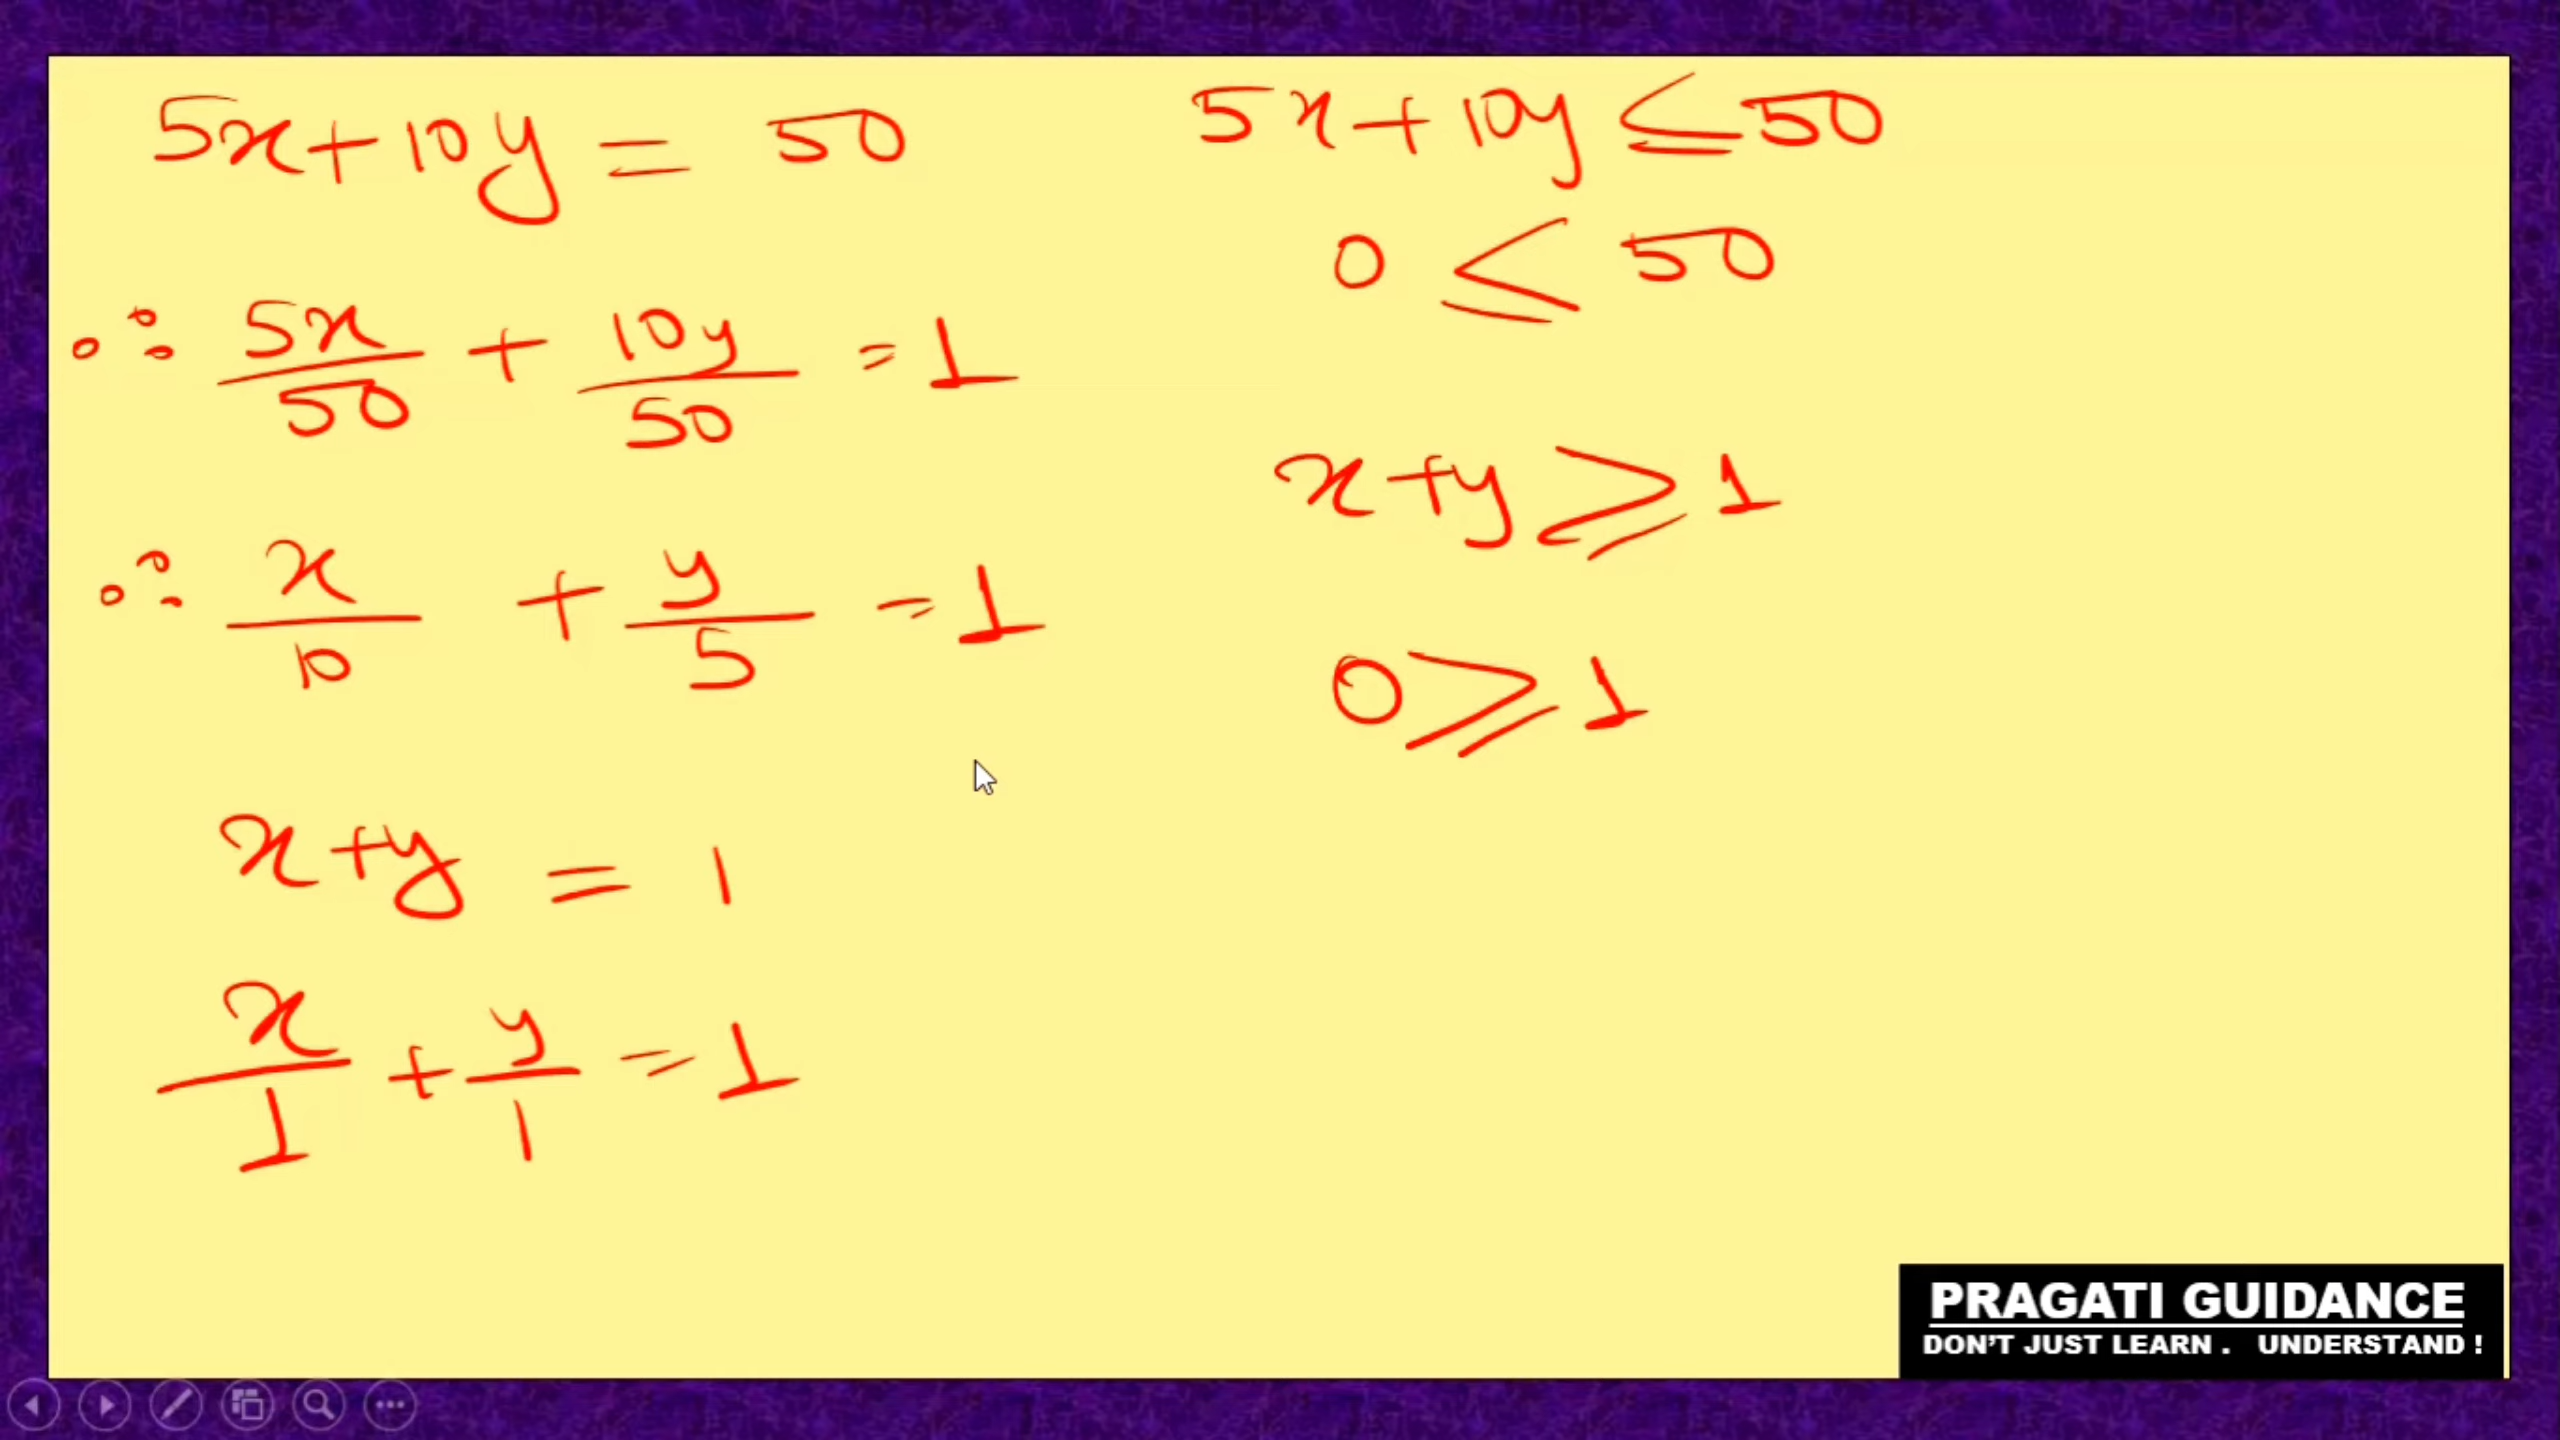 5x+10y = 50
∴ 5x/50 + 10y/50 = 1
∴ x/10 + y/5 = 1
x+y = 1
x/1 + y/1 = 1
5x+10y ≤ 50
0 ≤ 50
x+y ≥ 1
0 ≥ 1
PRAGATI GUIDANCE
DON'T JUST LEARN . UNDERSTAND !